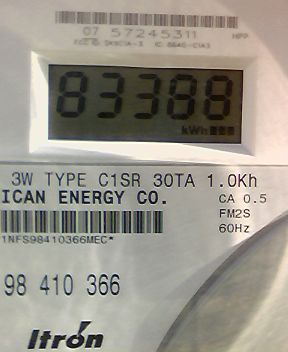 07 57245311 HPP
83388
kWh
3W TYPE C1SR 30TA 1.0Kh
ICAN ENERGY CO. CA 0.5
FM2S
1NFS98410366MEC* 60Hz
98 410 366
Itron